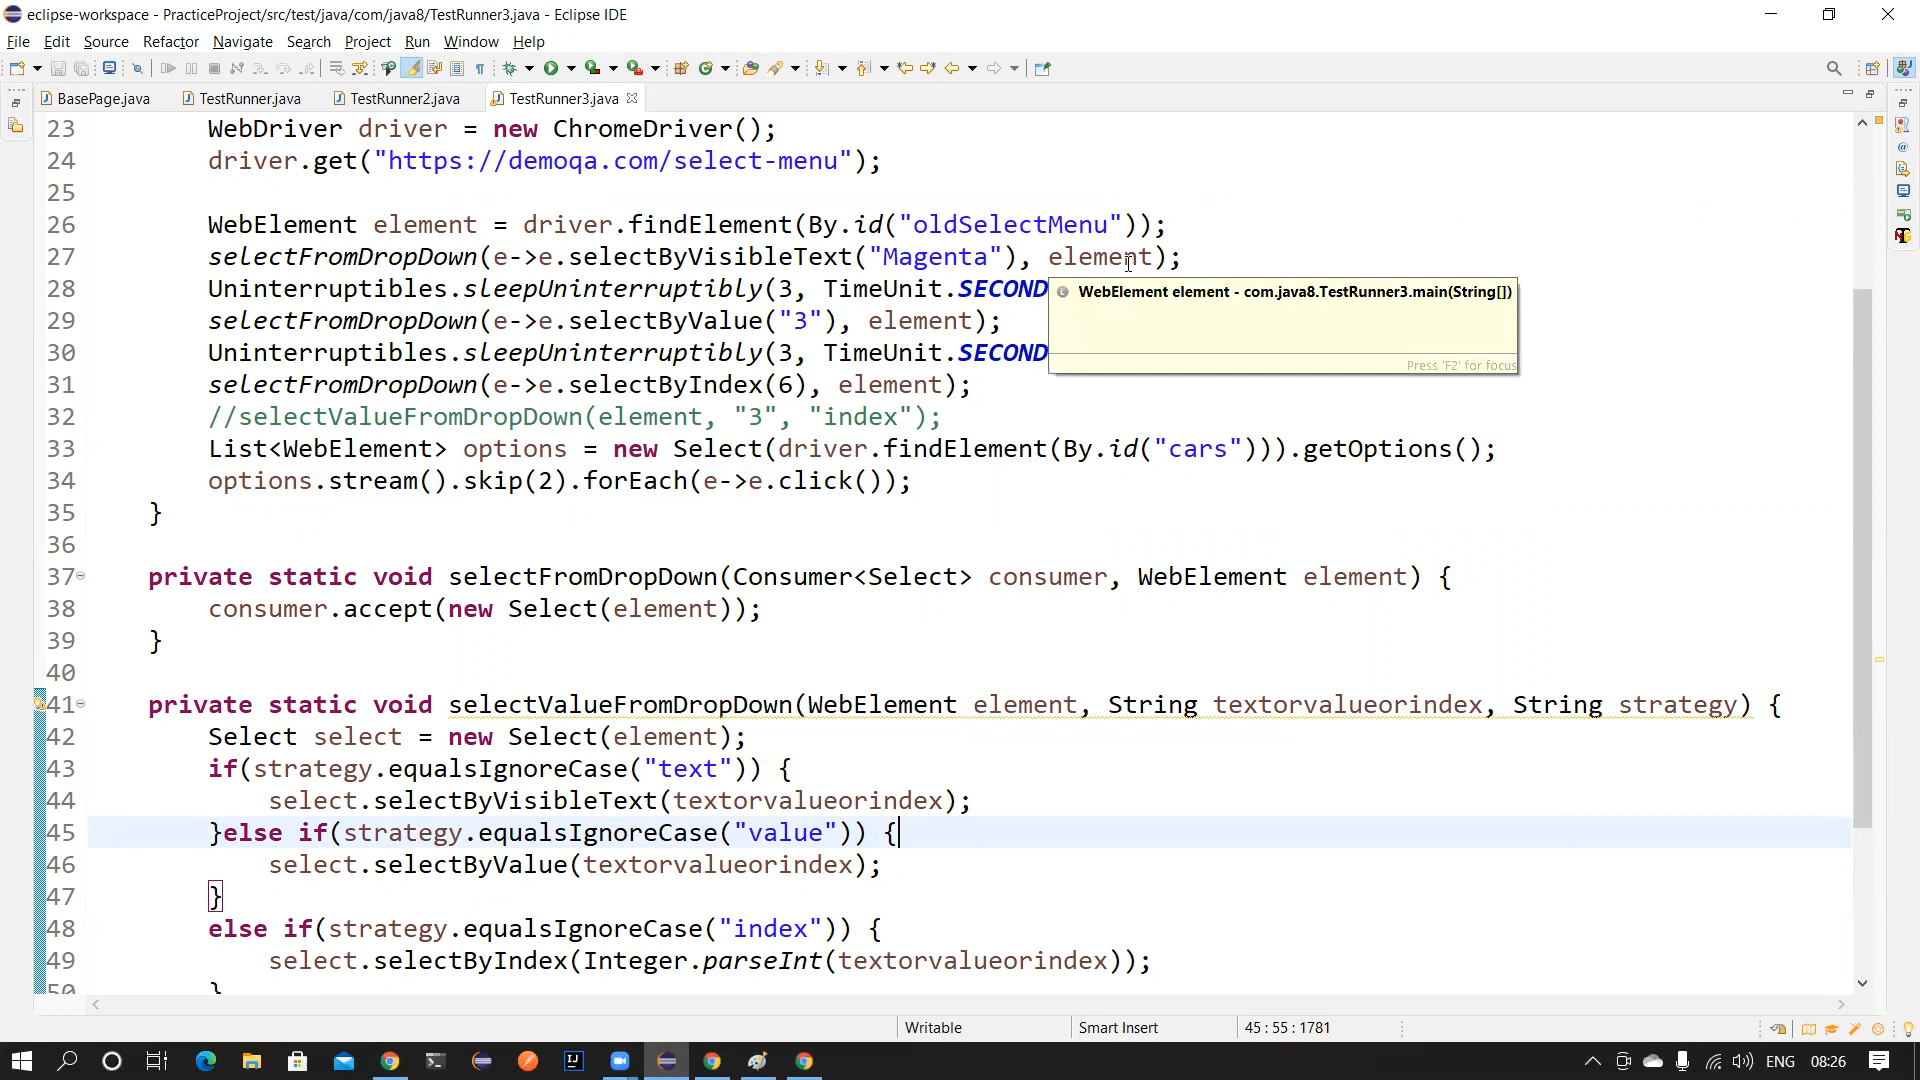 eclipse-workspace - PracticeProject/src/test/java/com/java8/TestRunner3.java - Eclipse IDE
File Edit Source Refactor Navigate Search Project Run Window Help
BasePage.java TestRunner.java TestRunner2.java TestRunner3.java
23 WebDriver driver = new ChromeDriver();
24 driver.get("https://demoqa.com/select-menu");
25
26 WebElement element = driver.findElement(By.id("oldSelectMenu"));
27 selectFromDropDown(e->e.selectByVisibleText("Magenta"), element);
28 Uninterruptibles.sleepUninterruptibly(3, TimeUnit.SECOND
WebElement element - com.java8.TestRunner3.main(String[])
29 selectFromDropDown(e->e.selectByValue("3"), element);
30 Uninterruptibles.sleepUninterruptibly(3, TimeUnit.SECOND
Press 'F2' for focus
31 selectFromDropDown(e->e.selectByIndex(6), element);
32 //selectValueFromDropDown(element, "3", "index");
33 List<WebElement> options = new Select(driver.findElement(By.id("cars"))).getOptions();
34 options.stream().skip(2).forEach(e->e.click());
35 }
36
37 private static void selectFromDropDown(Consumer<Select> consumer, WebElement element) {
38 consumer.accept(new Select(element));
39 }
40
41 private static void selectValueFromDropDown(WebElement element, String textorvalueorindex, String strategy) {
42 Select select = new Select(element);
43 if(strategy.equalsIgnoreCase("text")) {
44 select.selectByVisibleText(textorvalueorindex);
45 }else if(strategy.equalsIgnoreCase("value")) {
46 select.selectByValue(textorvalueorindex);
47 }
48 else if(strategy.equalsIgnoreCase("index")) {
49 select.selectByIndex(Integer.parseInt(textorvalueorindex));
50 }
Writable Smart Insert 45 : 55 : 1781
ENG 08:26